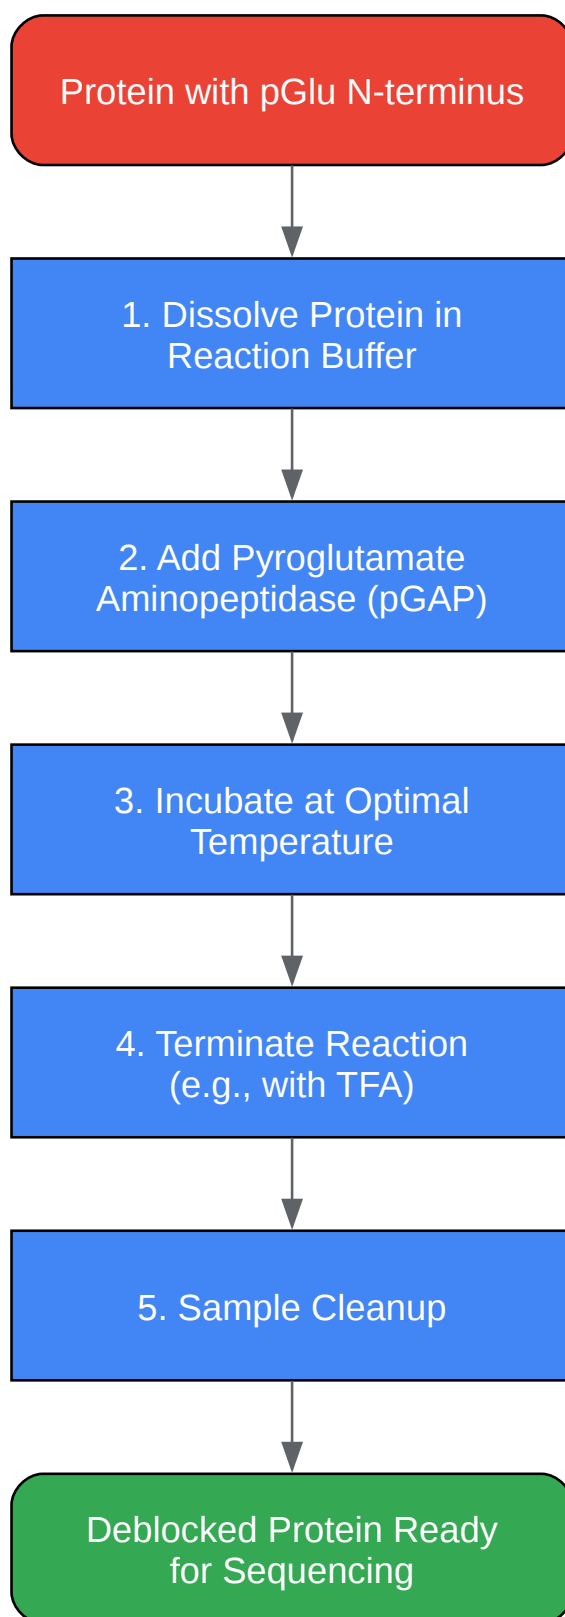 Protein with pGlu N-terminus
1. Dissolve Protein in
Reaction Buffer
2. Add Pyroglutamate
Aminopeptidase (pGAP)
3. Incubate at Optimal
Temperature
4. Terminate Reaction
(e.g., with TFA)
5. Sample Cleanup
Deblocked Protein Ready
for Sequencing